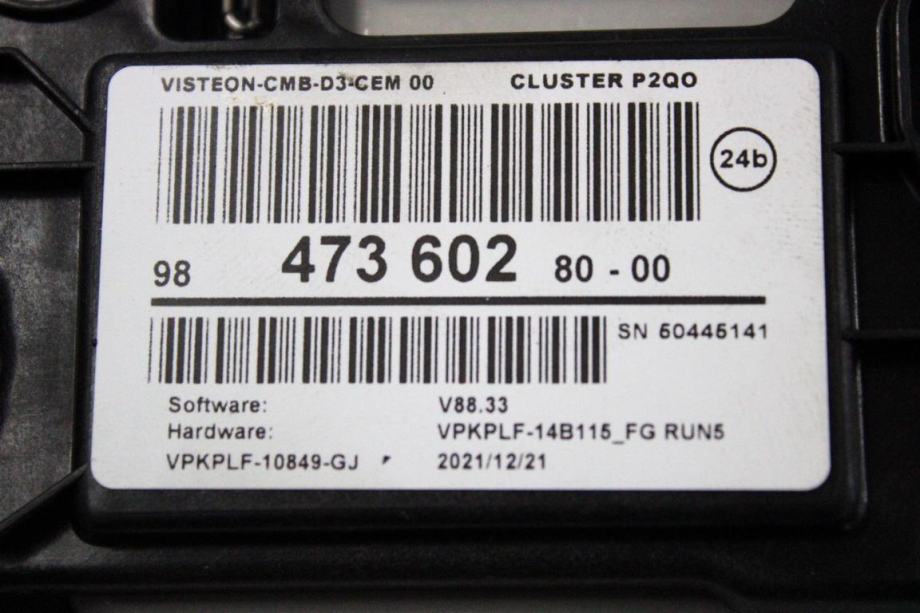 VISTEON-CMB-D3-CEM 00 CLUSTER P2QO
24b
98 473 602 80 - 00
SN 50445141
Software: V88.33
Hardware: VPKPLF-14B115_FG RUN5
VPKPLF-10849-GJ 2021/12/21